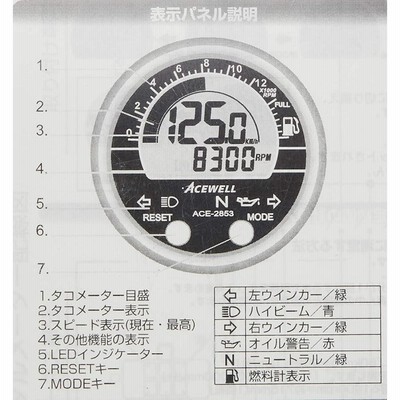 表示パネル説明
1.
2.
3.
4.
5.
6.
7.
0 2 4 6 8 10 12
X1000
RPM
FULL
125.0
KM/H
8300 RPM
ACEWELL
N
ACE-2853
RESET MODE
1.タコメーター目盛
2.タコメーター表示
3.スピード表示(現在・最高)
4.その他機能の表示
5.LEDインジケーター
6.RESETキー
7.MODEキー
左ウインカー／緑
ハイビーム／青
右ウインカー／緑
オイル警告／赤
N ニュートラル／緑
燃料計表示